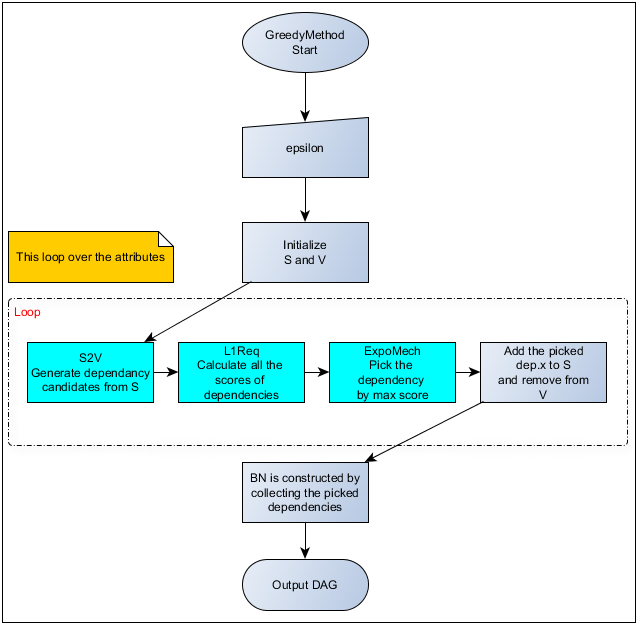 GreedyMethod
Start
epsilon
Initialize
S and V
This loop over the attributes
Loop
S2V
Generate dependancy
candidates from S
L1Req
Calculate all the
scores of
dependencies
ExpoMech
Pick the
dependency
by max score
Add the picked
dep.x to S
and remove from
V
BN is constructed by
collecting the picked
dependencies
Output DAG